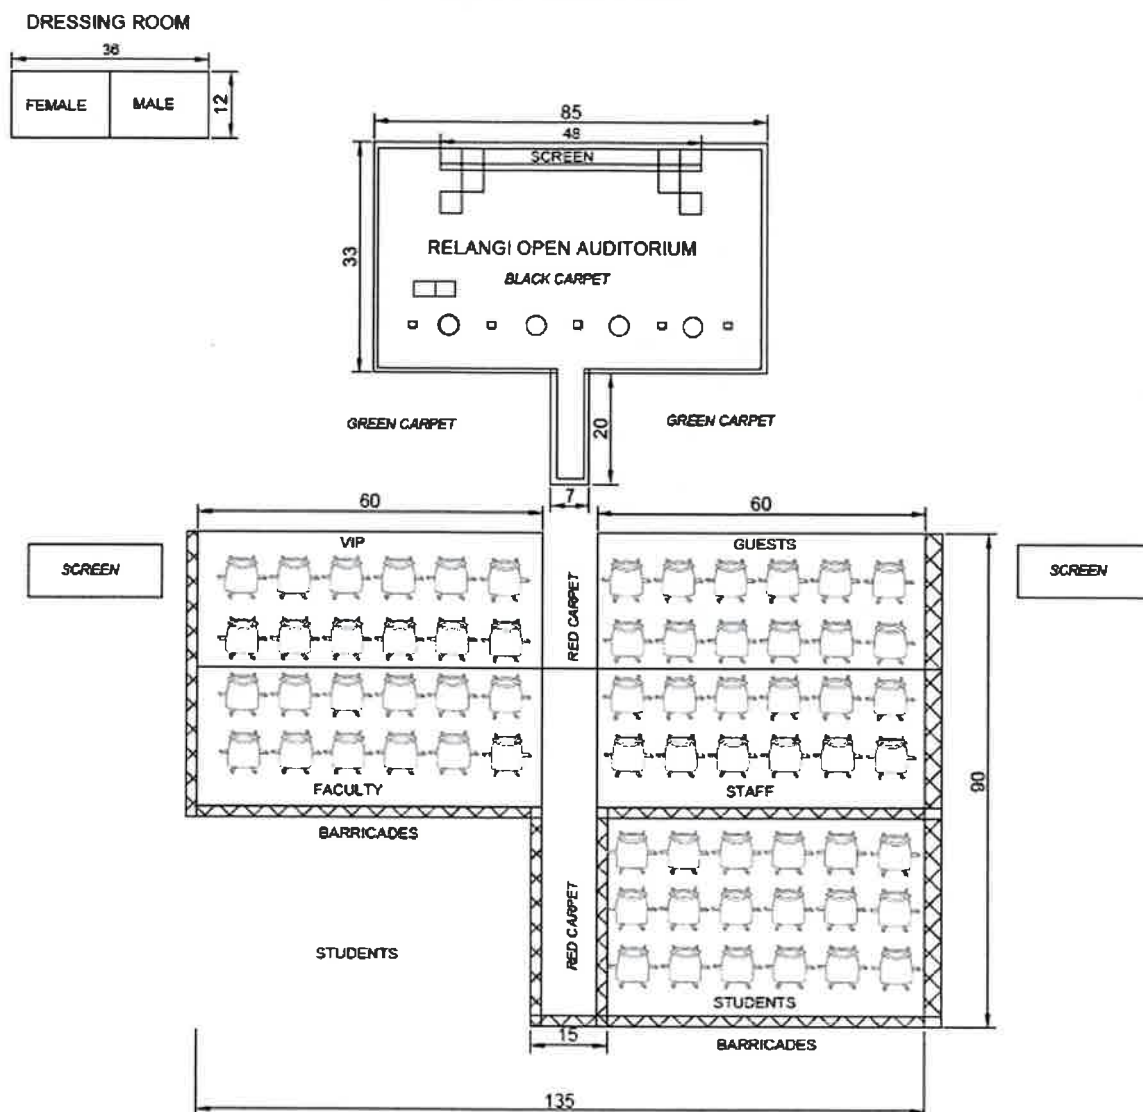 DRESSING ROOM
36
FEMALE
MALE
12
85
48
SCREEN
33
RELANGI OPEN AUDITORIUM
BLACK CARPET
GREEN CARPET
20
GREEN CARPET
7
60
60
VIP
GUESTS
SCREEN
SCREEN
RED CARPET
FACULTY
STAFF
90
BARRICADES
RED CARPET
STUDENTS
STUDENTS
15
BARRICADES
135